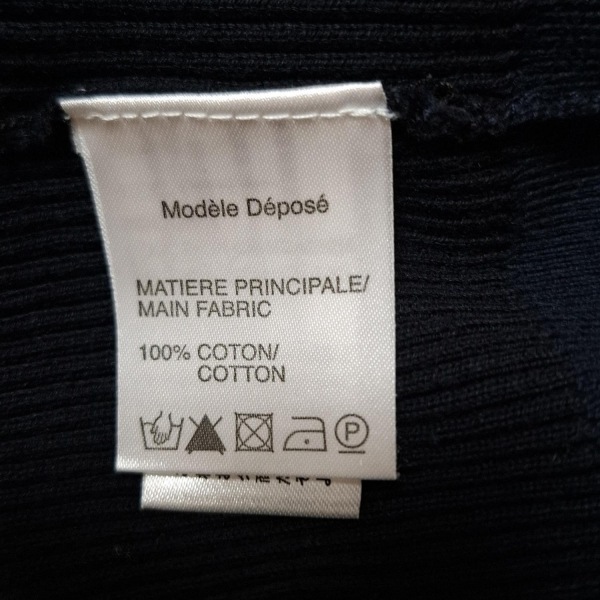 Modèle Déposé
MATIERE PRINCIPALE/
MAIN FABRIC
100% COTON/
COTTON
P